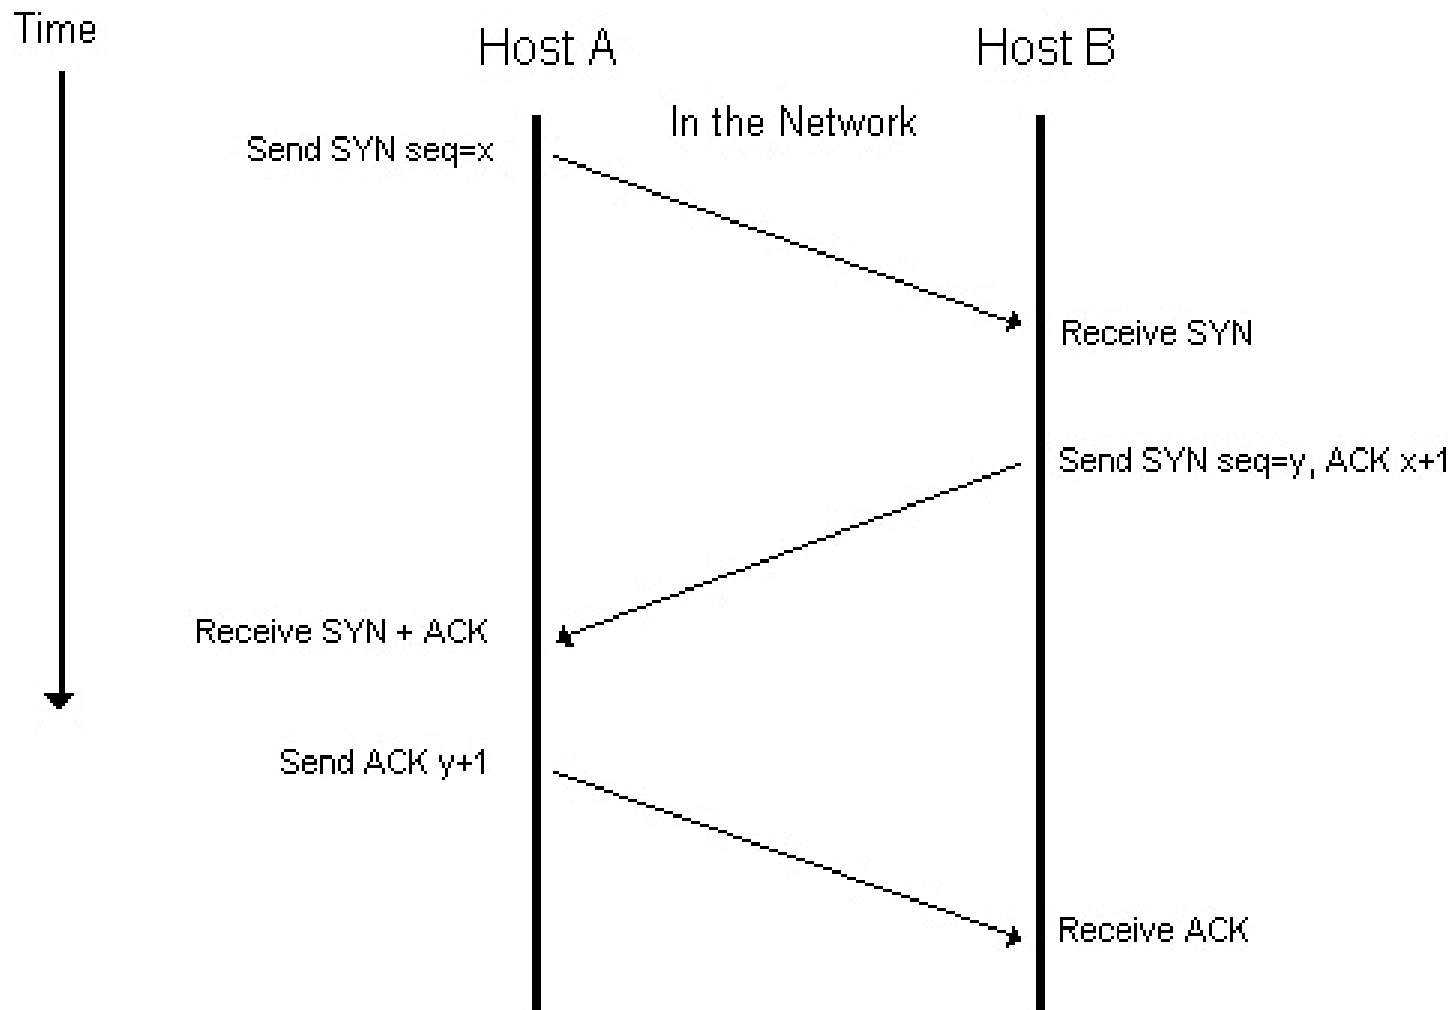 Time
Host A
Host B
In the Network
Send SYN seq=x
Receive SYN
Send SYN seq=y, ACK x+1
Receive SYN + ACK
Send ACK y+1
Receive ACK